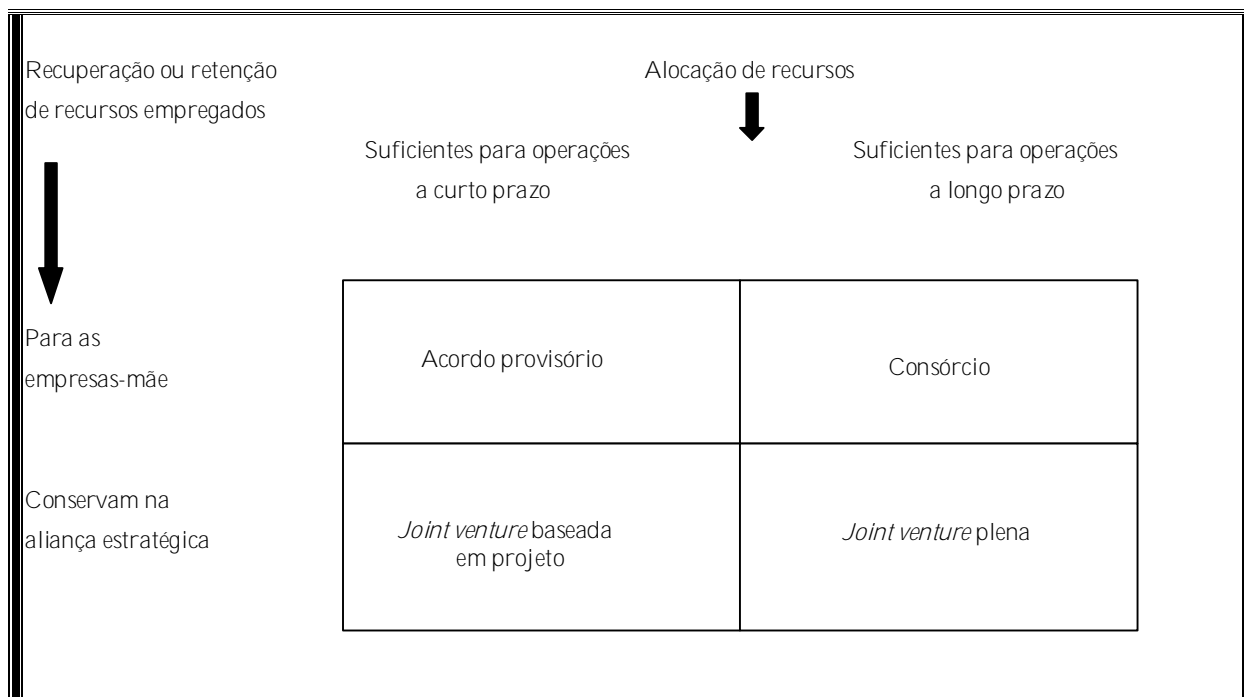 Recuperação ou retenção
de recursos empregados
Alocação de recursos
Suficientes para operações
a curto prazo
Suficientes para operações
a longo prazo
Para as
empresas-mãe
Acordo provisório
Consórcio
Conservam na
aliança estratégica
Joint venture baseada
em projeto
Joint venture plena